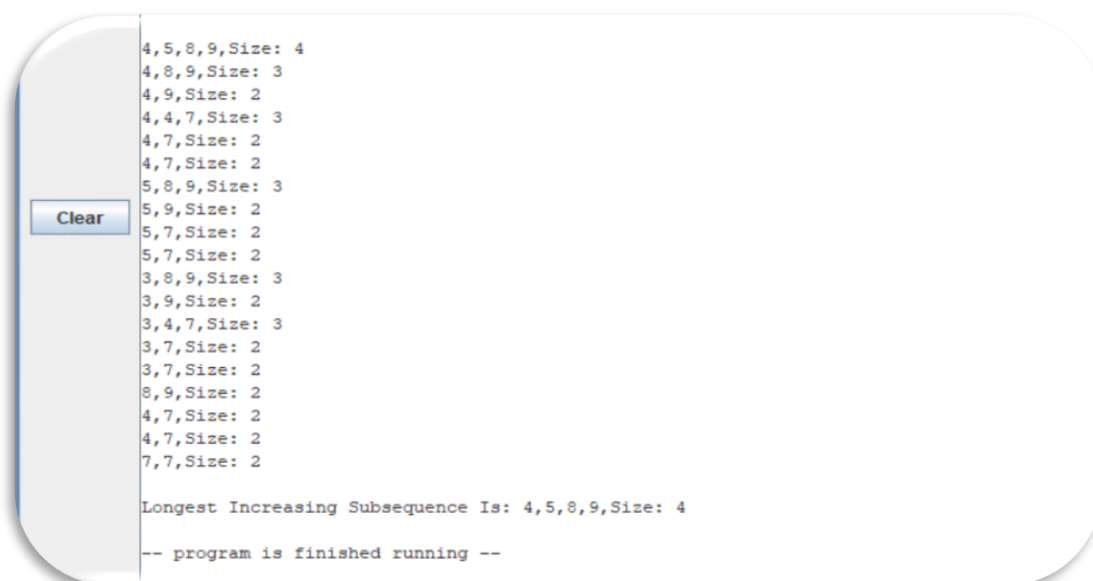 4,5,8,9,Size: 4
4,8,9,Size: 3
4,9,Size: 2
4,4,7,Size: 3
4,7,Size: 2
4,7,Size: 2
5,8,9,Size: 3
5,9,Size: 2
5,7,Size: 2
5,7,Size: 2
3,8,9,Size: 3
3,9,Size: 2
3,4,7,Size: 3
3,7,Size: 2
3,7,Size: 2
8,9,Size: 2
4,7,Size: 2
4,7,Size: 2
7,7,Size: 2
Longest Increasing Subsequence Is: 4,5,8,9,Size: 4
-- program is finished running --
Clear